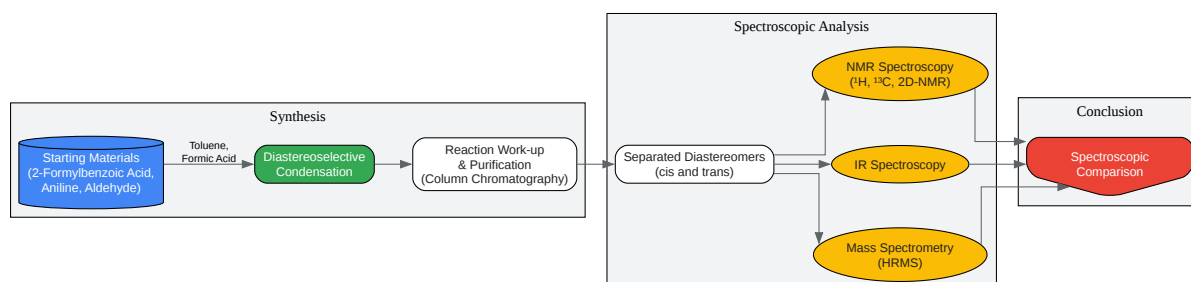 Synthesis
Starting Materials
(2-Formylbenzoic Acid,
Aniline, Aldehyde)
Toluene,
Formic Acid
Diastereoselective
Condensation
Reaction Work-up
& Purification
(Column Chromatography)
Spectroscopic Analysis
Separated Diastereomers
(cis and trans)
NMR Spectroscopy
(¹H, ¹³C, 2D-NMR)
IR Spectroscopy
Mass Spectrometry
(HRMS)
Conclusion
Spectroscopic
Comparison